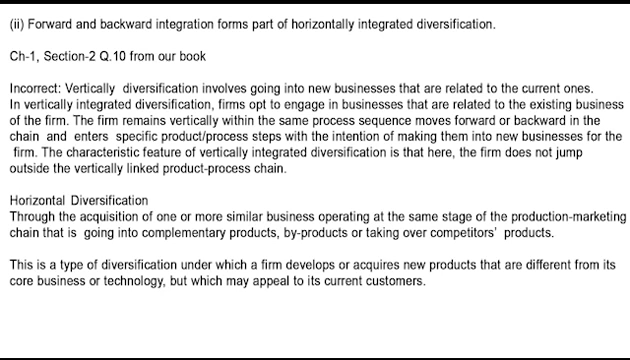 (ii) Forward and backward integration forms part of horizontally integrated diversification.
Ch-1, Section-2 Q.10 from our book
Incorrect: Vertically diversification involves going into new businesses that are related to the current ones.
In vertically integrated diversification, firms opt to engage in businesses that are related to the existing business
of the firm. The firm remains vertically within the same process sequence moves forward or backward in the
chain and enters specific product/process steps with the intention of making them into new businesses for the
firm. The characteristic feature of vertically integrated diversification is that here, the firm does not jump
outside the vertically linked product-process chain.
Horizontal Diversification
Through the acquisition of one or more similar business operating at the same stage of the production-marketing
chain that is going into complementary products, by-products or taking over competitors' products.
This is a type of diversification under which a firm develops or acquires new products that are different from its
core business or technology, but which may appeal to its current customers.